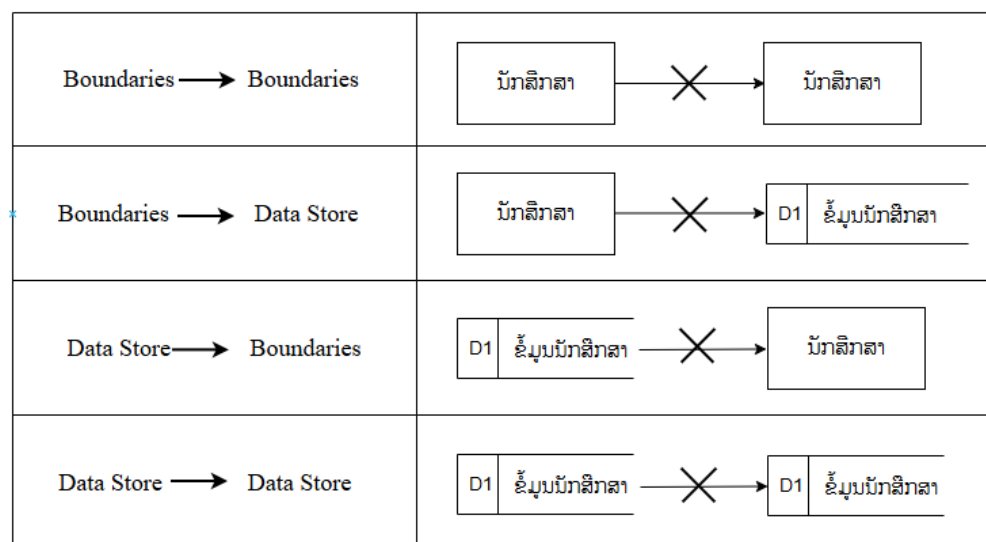 Boundaries → Boundaries ນັກສຶກສາ ນັກສຶກສາ
Boundaries → Data Store ນັກສຶກສາ D1 ຂໍ້ມູນນັກສຶກສາ
Data Store → Boundaries D1 ຂໍ້ມູນນັກສຶກສາ ນັກສຶກສາ
Data Store → Data Store D1 ຂໍ້ມູນນັກສຶກສາ D1 ຂໍ້ມູນນັກສຶກສາ